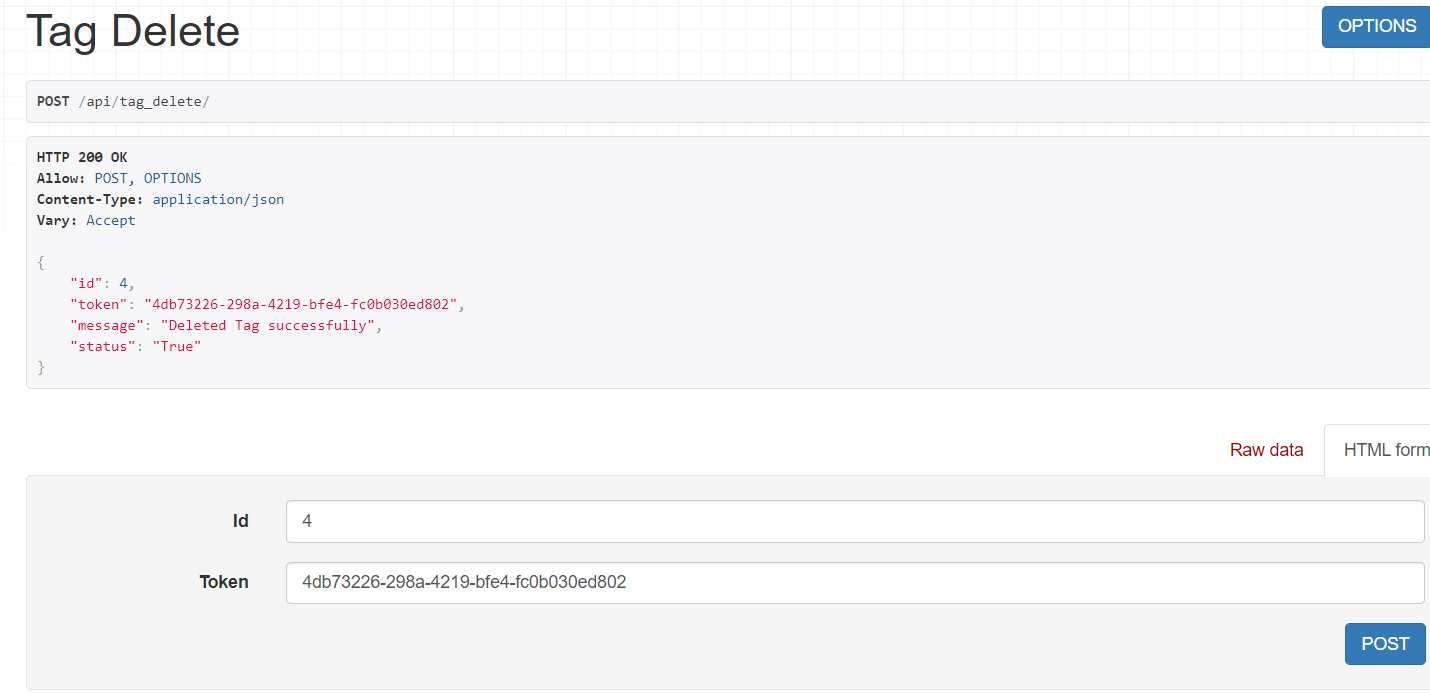 Tag Delete
OPTIONS
POST /api/tag_delete/
HTTP 200 OK
Allow: POST, OPTIONS
Content-Type: application/json
Vary: Accept
{
"id": 4,
"token": "4db73226-298a-4219-bfe4-fc0b030ed802",
"message": "Deleted Tag successfully",
"status": "True"
}
Raw data
HTML form
Id
4
Token
4db73226-298a-4219-bfe4-fc0b030ed802
POST